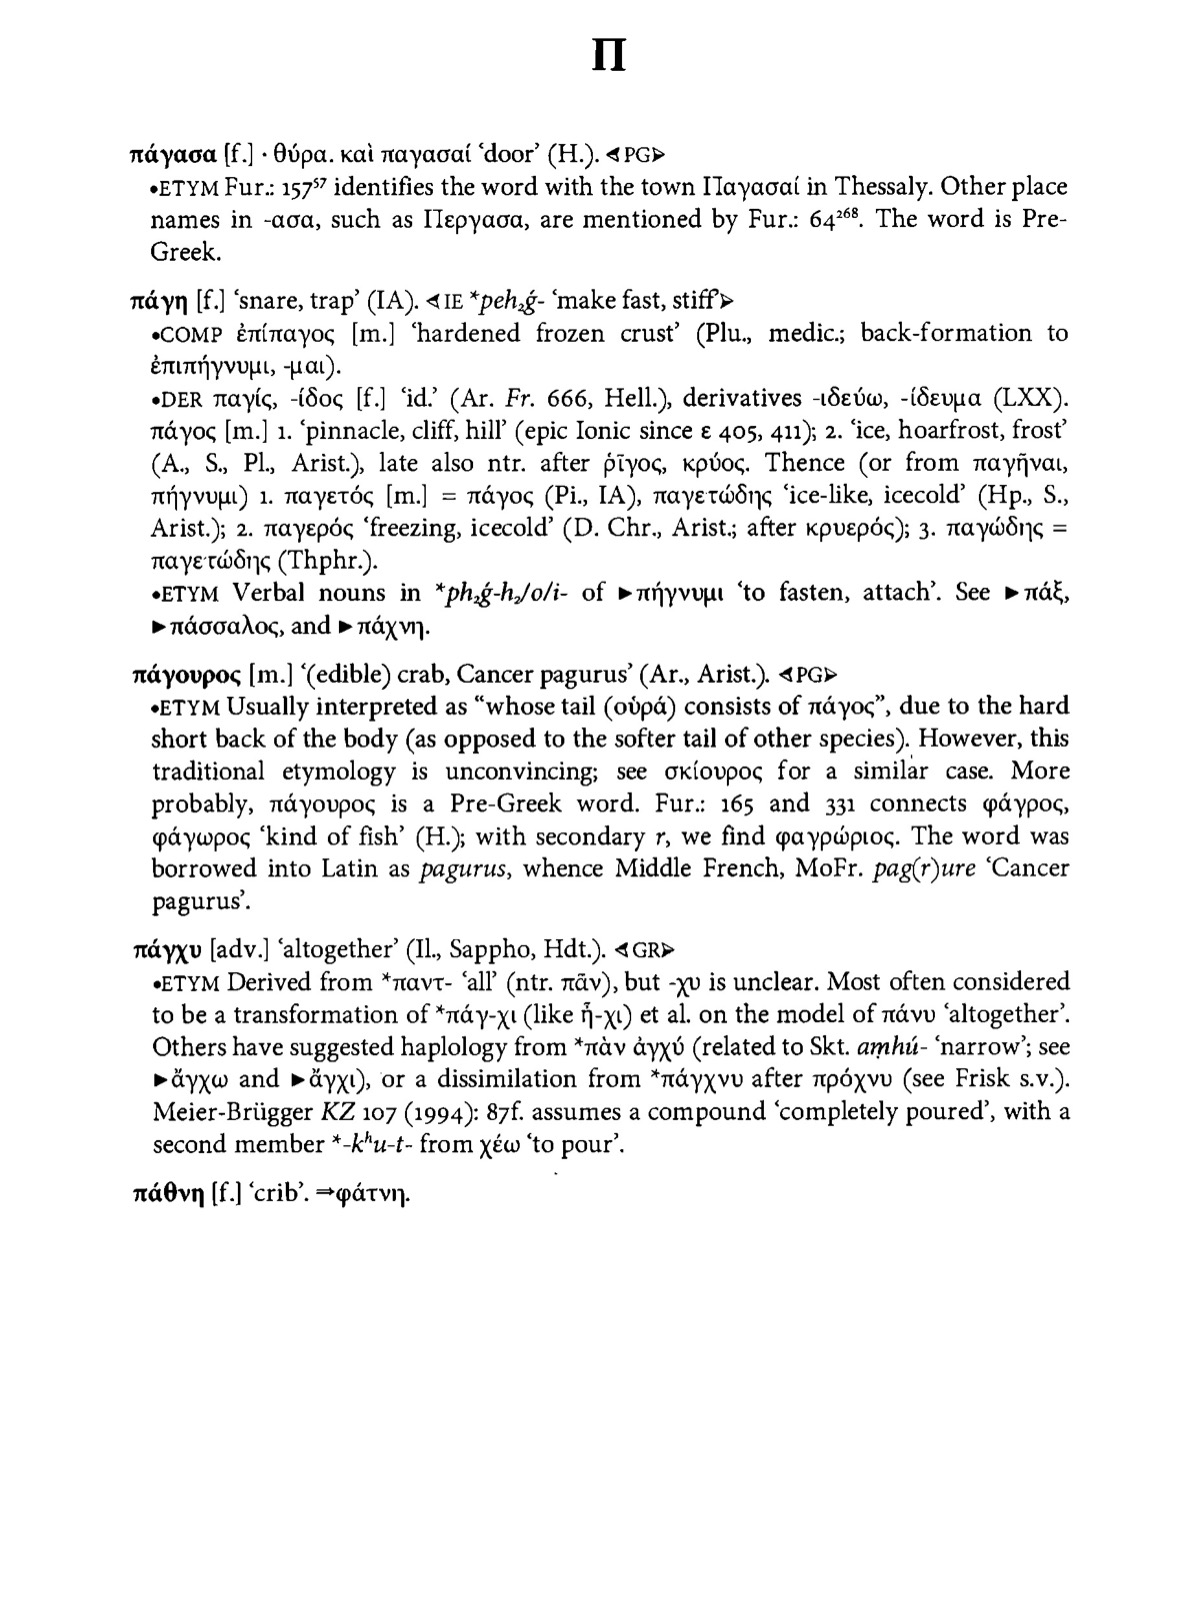 Π
πάγασα [f.] · θύρα. καὶ παγασαί ‘door’ (H.). ⊲PG⊳
•ETYM Fur.: 157⁵⁷ identifies the word with the town Παγασαί in Thessaly. Other place
names in -ασα, such as Περγασα, are mentioned by Fur.: 64²⁶⁸. The word is Pre-
Greek.
πάγη [f.] ‘snare, trap’ (IA). ⊲IE *peh₂ǵ- ‘make fast, stiff’⊳
•COMP ἐπίπαγος [m.] ‘hardened frozen crust’ (Plu., medic.; back-formation to
ἐπιπήγνυμι, -μαι).
•DER παγίς, -ίδος [f.] ‘id.’ (Ar. Fr. 666, Hell.), derivatives -ιδεύω, -ίδευμα (LXX).
πάγος [m.] 1. ‘pinnacle, cliff, hill’ (epic Ionic since ε 405, 411); 2. ‘ice, hoarfrost, frost’
(A., S., Pl., Arist.), late also ntr. after ῥῖγος, κρύος. Thence (or from παγῆναι,
πήγνυμι) 1. παγετός [m.] = πάγος (Pi., IA), παγετώδης ‘ice-like, icecold’ (Hp., S.,
Arist.); 2. παγερός ‘freezing, icecold’ (D. Chr., Arist.; after κρυερός); 3. παγώδης =
παγετώδης (Thphr.).
•ETYM Verbal nouns in *ph₂ǵ-h₂/o/i- of ►πήγνυμι ‘to fasten, attach’. See ►πάξ,
►πάσσαλος, and ►πάχνη.
πάγουρος [m.] ‘(edible) crab, Cancer pagurus’ (Ar., Arist.). ⊲PG⊳
•ETYM Usually interpreted as “whose tail (οὐρά) consists of πάγος”, due to the hard
short back of the body (as opposed to the softer tail of other species). However, this
traditional etymology is unconvincing; see σκίουρος for a similar case. More
probably, πάγουρος is a Pre-Greek word. Fur.: 165 and 331 connects φάγρος,
φάγωρος ‘kind of fish’ (H.); with secondary r, we find φαγρώριος. The word was
borrowed into Latin as pagurus, whence Middle French, MoFr. pag(r)ure ‘Cancer
pagurus’.
πάγχυ [adv.] ‘altogether’ (Il., Sappho, Hdt.). ⊲GR⊳
•ETYM Derived from *παντ- ‘all’ (ntr. πᾶν), but -χυ is unclear. Most often considered
to be a transformation of *πάγ-χι (like ἧ-χι) et al. on the model of πάνυ ‘altogether’.
Others have suggested haplology from *πὰν ἀγχύ (related to Skt. aṃhú- ‘narrow’; see
►ἄγχω and ►ἄγχι), or a dissimilation from *πάγχνυ after πρόχνυ (see Frisk s.v.).
Meier-Brügger KZ 107 (1994): 87f. assumes a compound ‘completely poured’, with a
second member *-kʰu-t- from χέω ‘to pour’.
πάθνη [f.] ‘crib’. ⇒φάτνη.